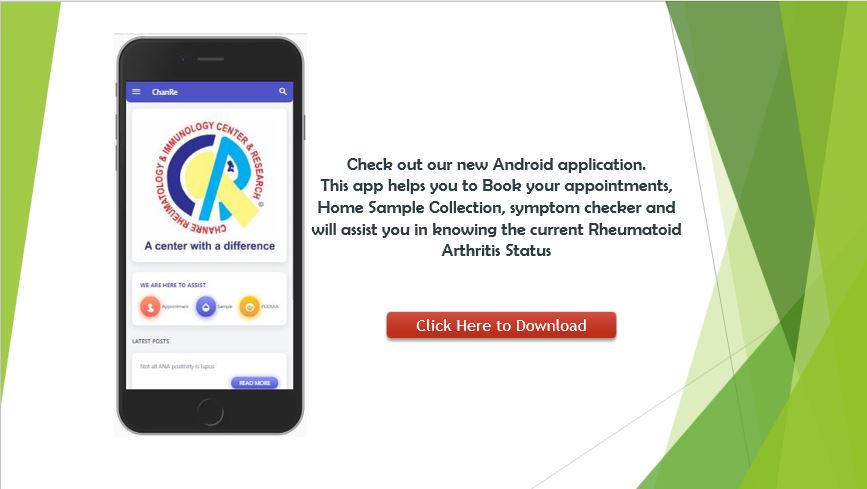 ChanRe
CHANRE RHEUMATOLOGY & IMMUNOLOGY CENTER & RESEARCH
©
A center with a difference
WE ARE HERE TO ASSIST
Appointment Sample
LATEST POSTS
Not all ANA positivity is lupus
READ MORE
Check out our new Android application.
This app helps you to Book your appointments,
Home Sample Collection, symptom checker and
will assist you in knowing the current Rheumatoid
Arthritis Status
Click Here to Download